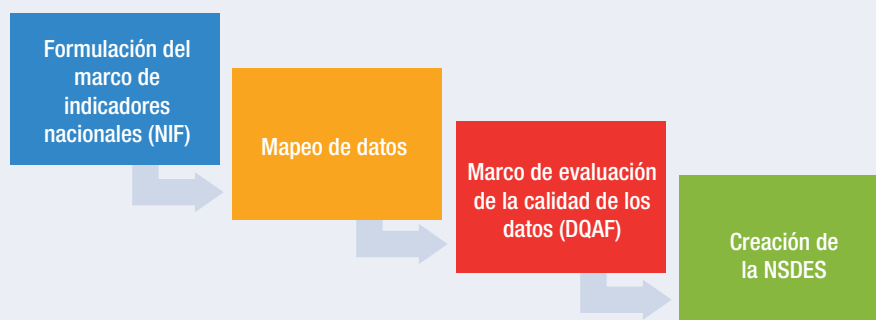 Formulación del
marco de
indicadores
nacionales (NIF)
Mapeo de datos
Marco de evaluación
de la calidad de los
datos (DQAF)
Creación de
la NSDES